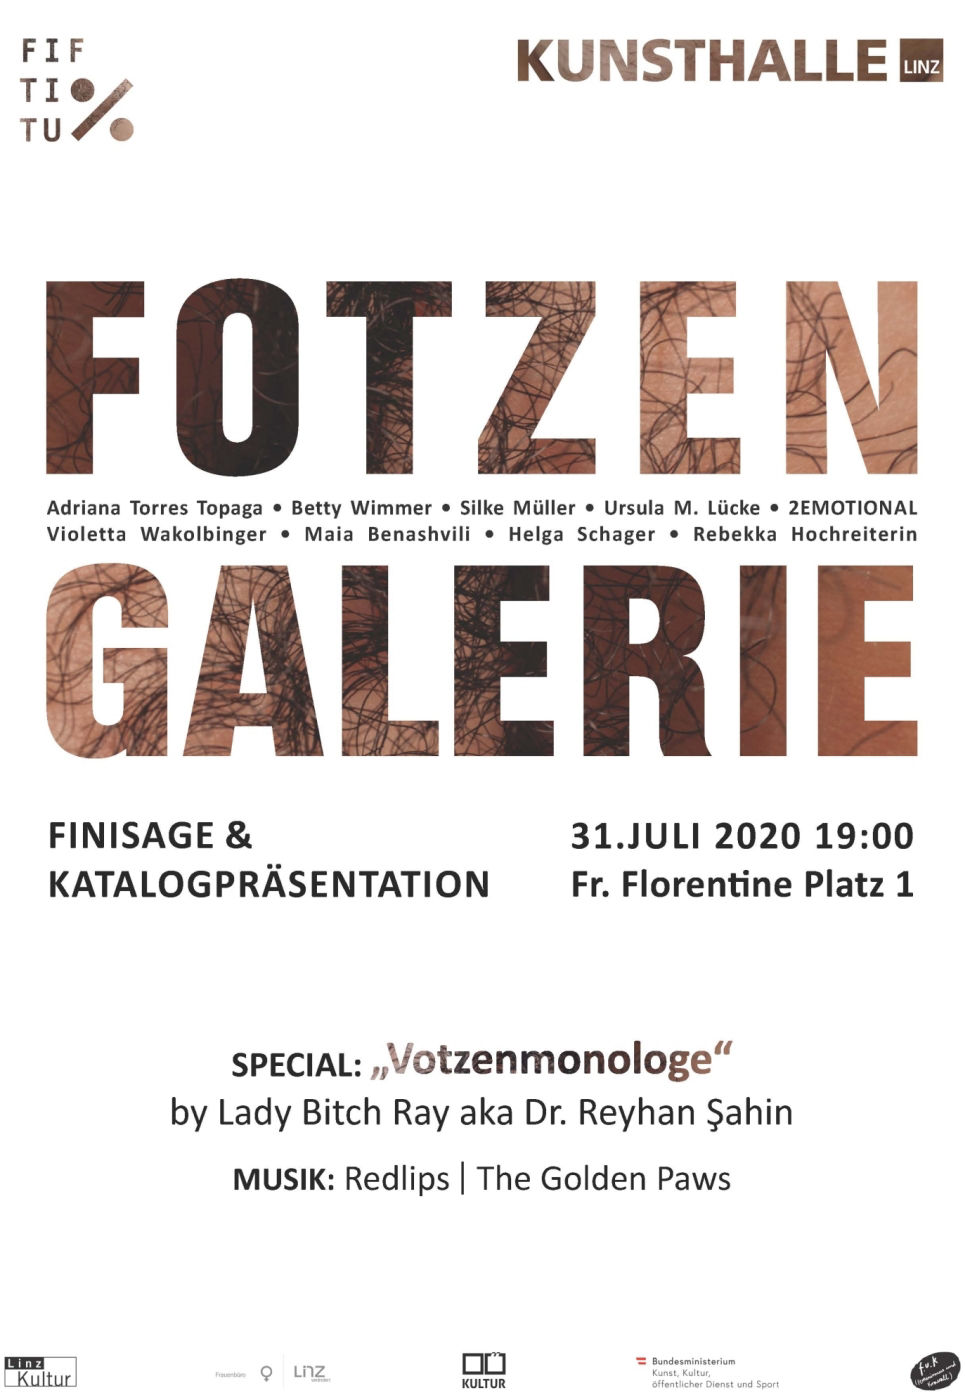 FIF
TI%
TU
KUNSTHALLE LINZ
FOTZEN
Adriana Torres Topaga • Betty Wimmer • Silke Müller • Ursula M. Lücke • 2EMOTIONAL
Violetta Wakolbinger • Maia Benashvili • Helga Schager • Rebekka Hochreiterin
GALERIE
FINISAGE &
KATALOGPRÄSENTATION
31.JULI 2020 19:00
Fr. Florentine Platz 1
SPECIAL: „Votzenmonologe“
by Lady Bitch Ray aka Dr. Reyhan Şahin
MUSIK: Redlips | The Golden Paws
Linz
Kultur
Frauenbüro
Linz
verändert
KULTUR
Bundesministerium
Kunst, Kultur,
öffentlicher Dienst und Sport
f.u.k